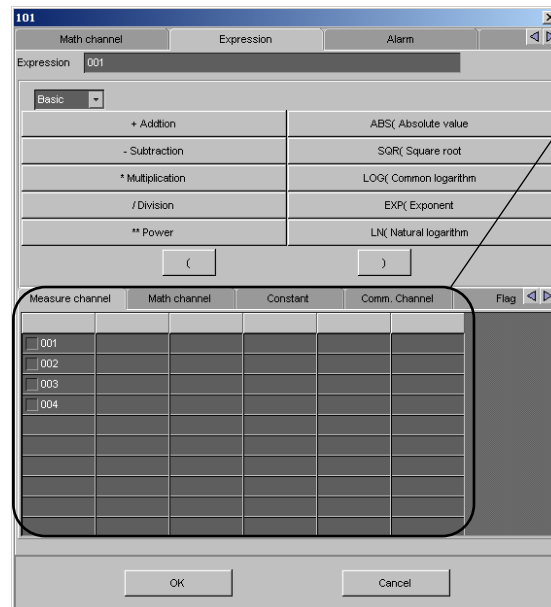 101
Math channel Expression Alarm
Expression 001
Basic
+ Addtion ABS( Absolute value
- Subtraction SQR( Square root
* Multiplication LOG( Common logarithm
/ Division EXP( Exponent
** Power LN( Natural logarithm
( )
Measure channel Math channel Constant Comm. Channel Flag
001
002
003
004
OK Cancel